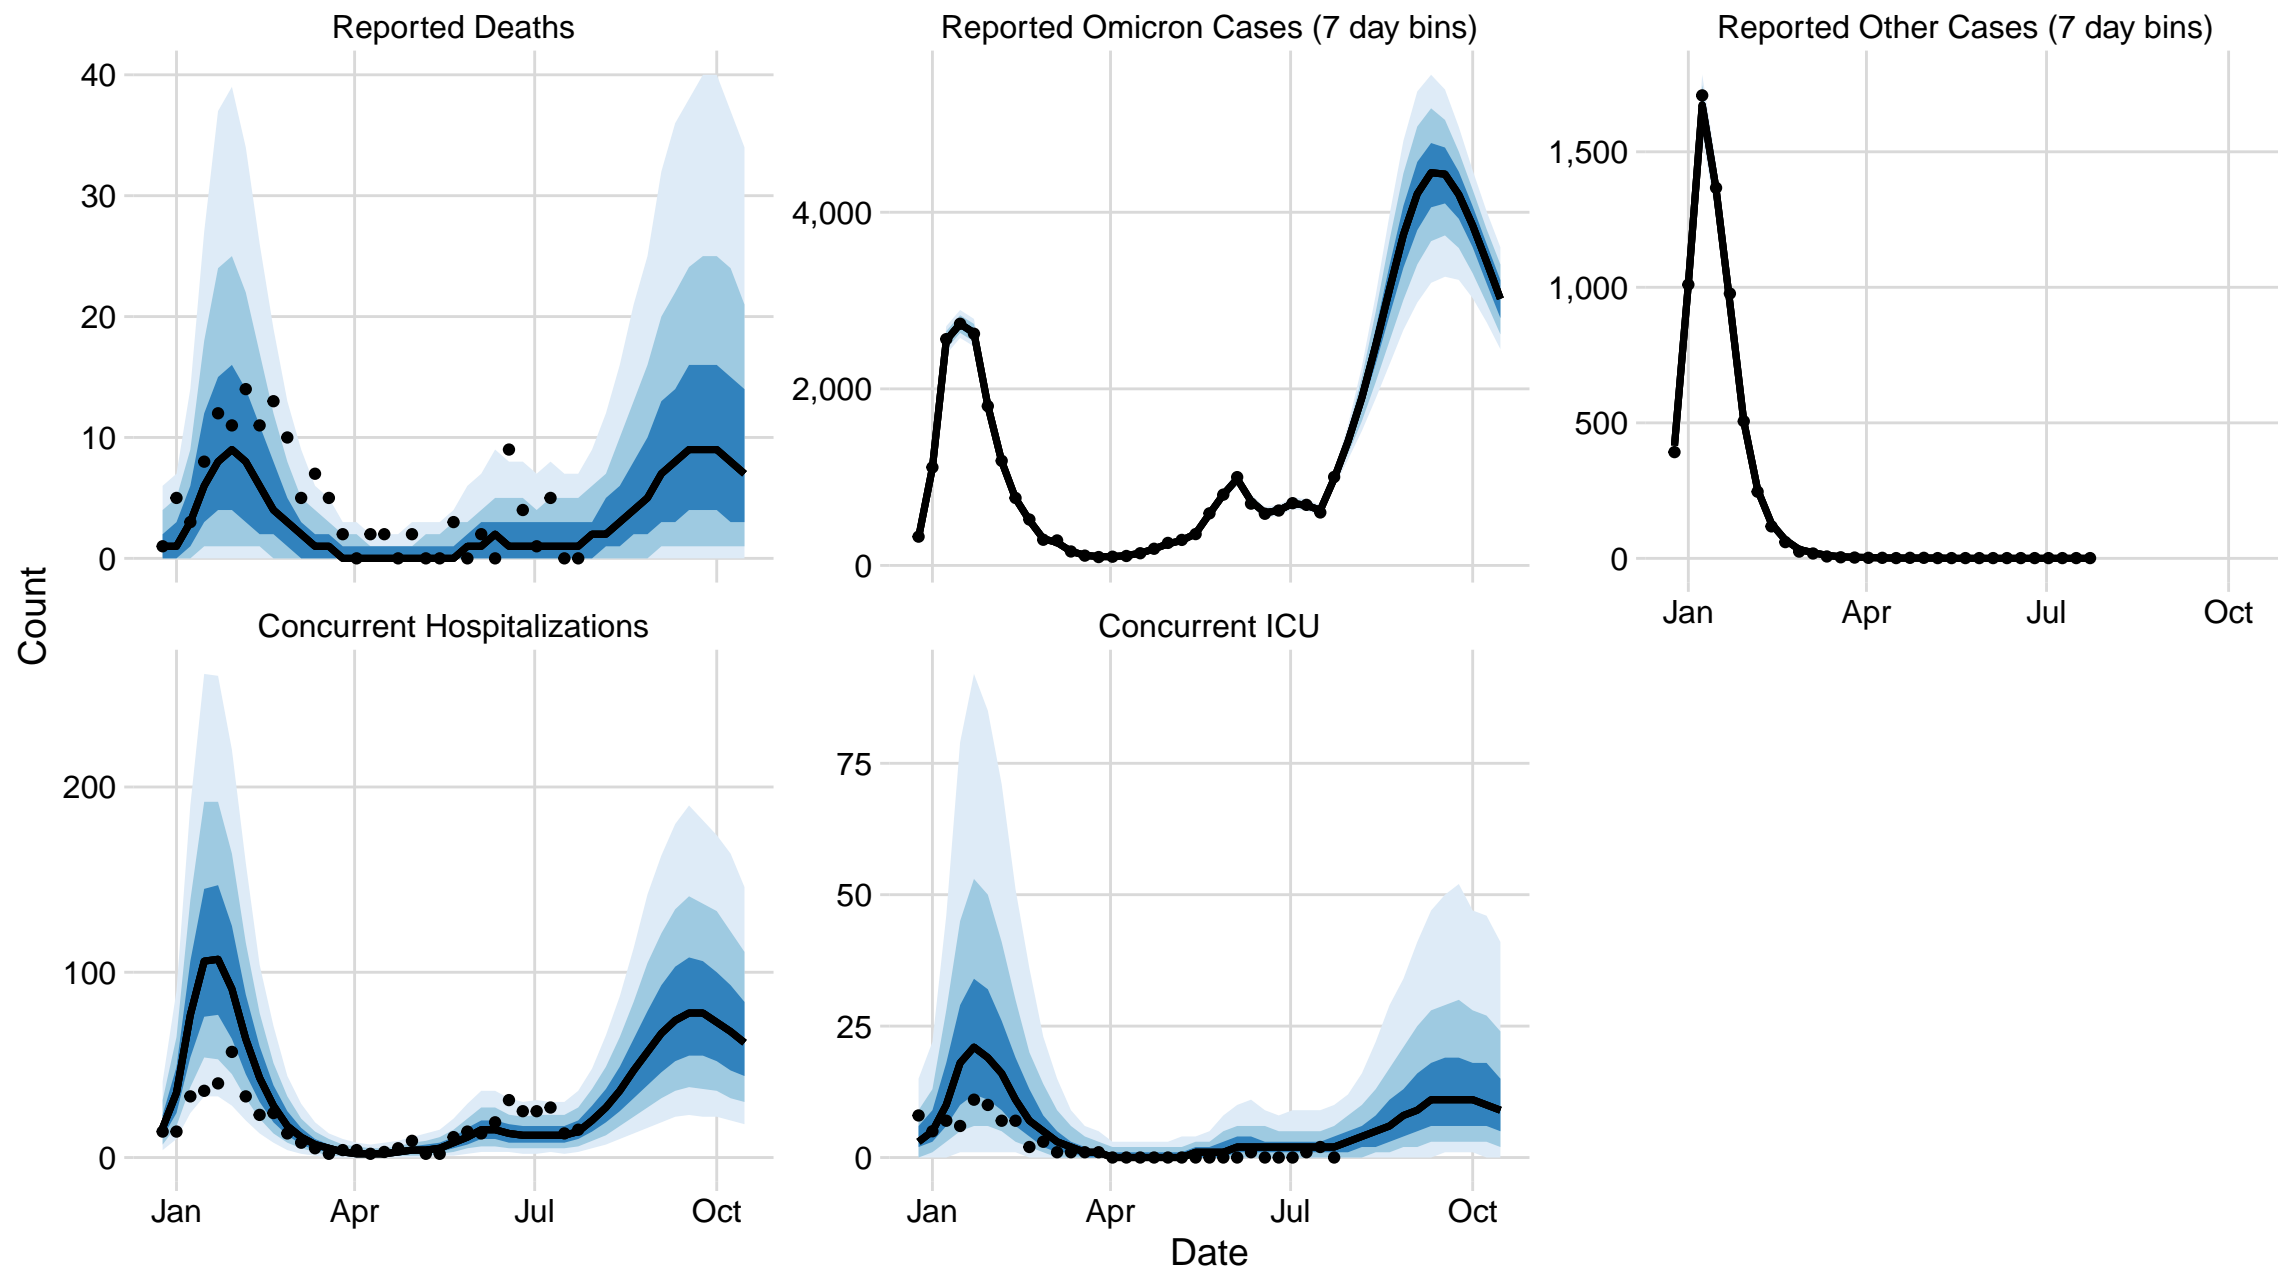 Reported Deaths
Reported Omicron Cases (7 day bins)
Reported Other Cases (7 day bins)
40
30
20
10
0
4,000
2,000
0
1,500
1,000
500
0
Jan Apr Jul Oct
Count
Concurrent Hospitalizations
Concurrent ICU
200
100
0
75
50
25
0
Jan Apr Jul Oct
Jan Apr Jul Oct
Date